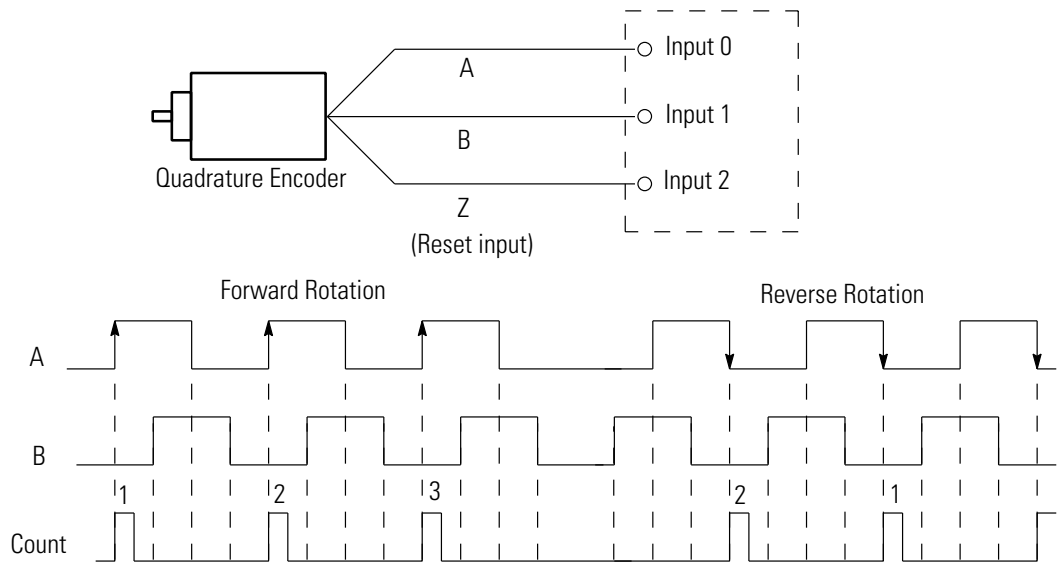 Input 0
A
Input 1
B
Quadrature Encoder
Input 2
Z
(Reset input)
Forward Rotation
Reverse Rotation
A
B
1
2
3
2
1
Count